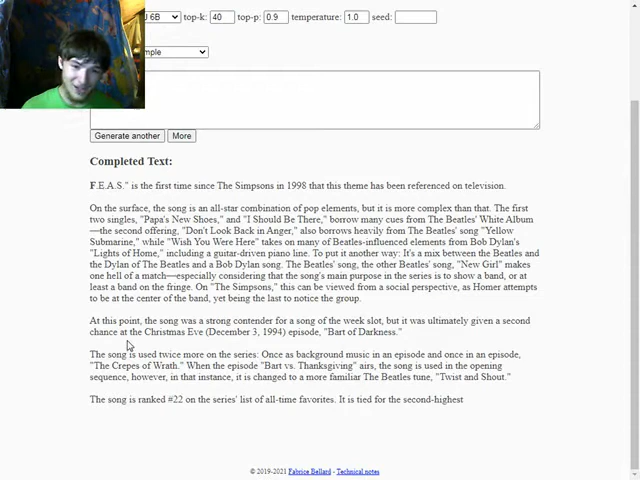 J 6B top-k: 40 top-p: 0.9 temperature: 1.0 seed:
mple
Generate another More
Completed Text:
F.E.A.S." is the first time since The Simpsons in 1998 that this theme has been referenced on television.
On the surface, the song is an all-star combination of pop elements, but it is more complex than that. The first
two singles, "Papa's New Shoes," and "I Should Be There," borrow many cues from The Beatles' White Album
—the second offering, "Don't Look Back in Anger," also borrows heavily from The Beatles' song "Yellow
Submarine," while "Wish You Were Here" takes on many of Beatles-influenced elements from Bob Dylan's
"Lights of Home," including a guitar-driven piano line. To put it another way: It's a mix between the Beatles and
the Dylan of The Beatles and a Bob Dylan song. The Beatles' song, the other Beatles' song, "New Girl" makes
one hell of a match—especially considering that the song's main purpose in the series is to show a band, or at
least a band on the fringe. On "The Simpsons," this can be viewed from a social perspective, as Homer attempts
to be at the center of the band, yet being the last to notice the group.
At this point, the song was a strong contender for a song of the week slot, but it was ultimately given a second
chance at the Christmas Eve (December 3, 1994) episode, "Bart of Darkness."
The song is used twice more on the series: Once as background music in an episode and once in an episode,
"The Crepes of Wrath." When the episode "Bart vs. Thanksgiving" airs, the song is used in the opening
sequence, however, in that instance, it is changed to a more familiar The Beatles tune, "Twist and Shout."
The song is ranked #22 on the series' list of all-time favorites. It is tied for the second-highest
© 2019-2021 Fabrice Bellard - Technical notes